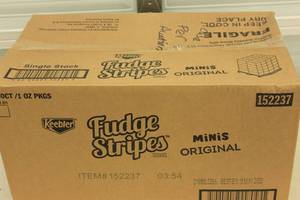 FRAGILE
KEEP IN COOL
DRY PLACE
Single Stack
Keebler
Fudge
Stripes
MiNiS
ORIGINAL
152237
OCT /1 OZ PKGS
Keebler
Fudge
Stripes
MiNiS
ORIGINAL
ITEM# 152237
03:54